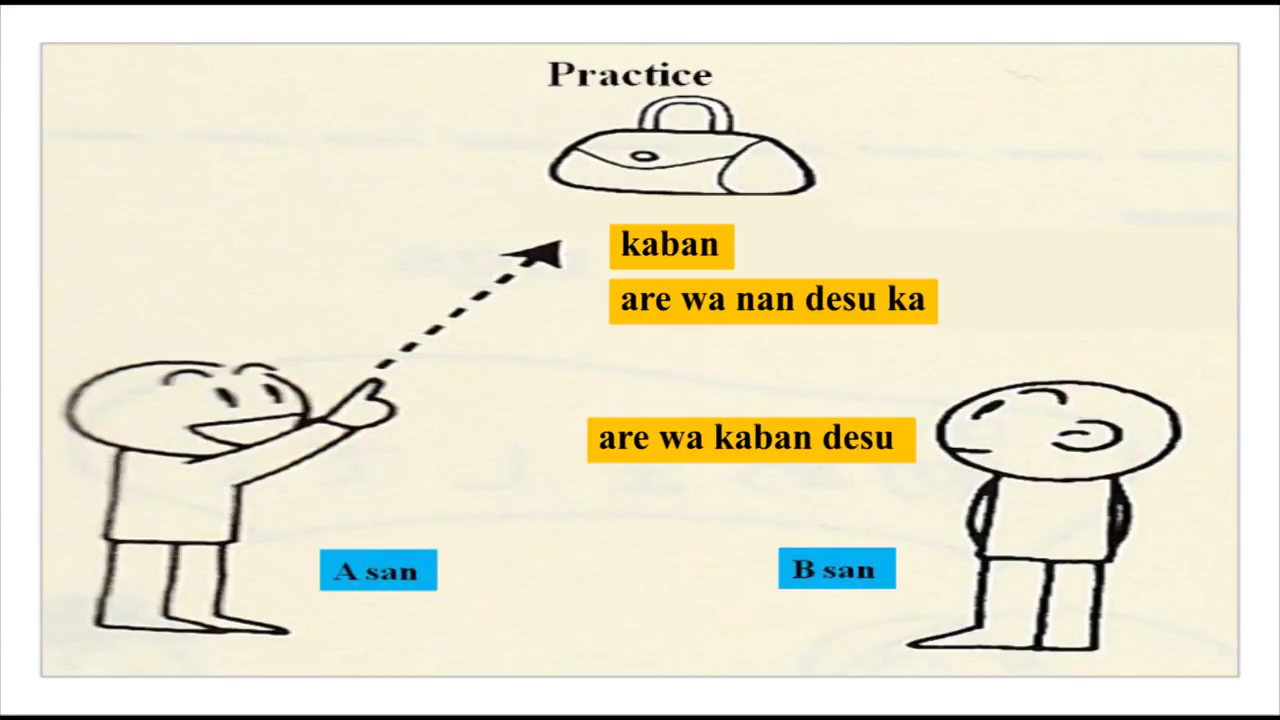 Practice
kaban
are wa nan desu ka
are wa kaban desu
A san
B san